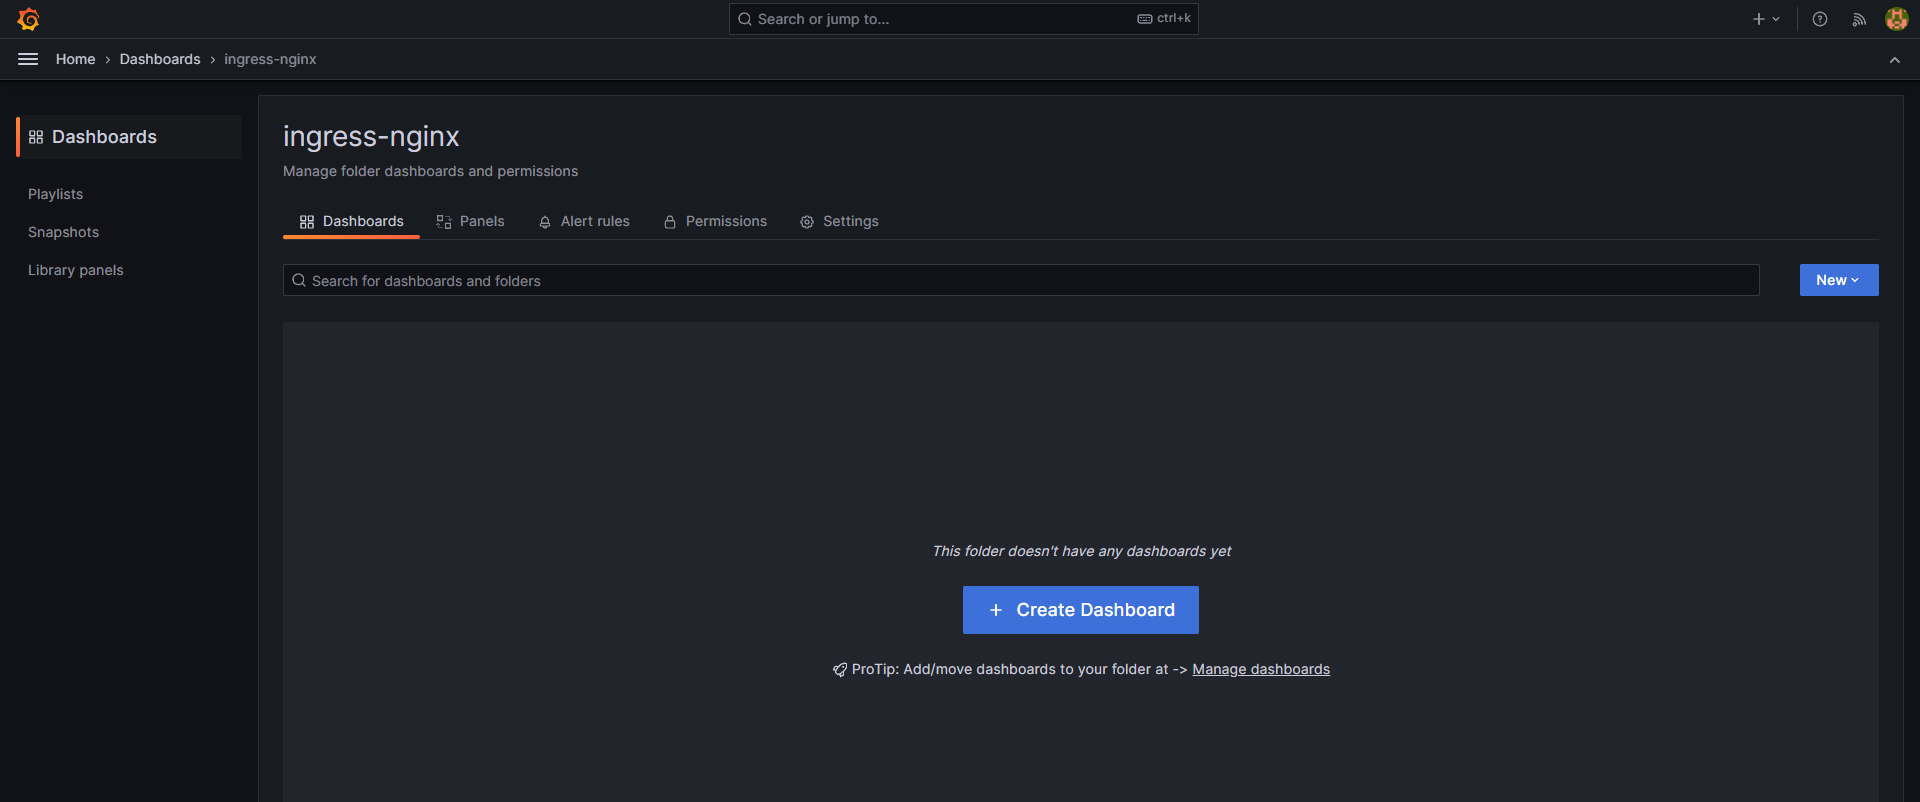 Search or jump to...
ctrl+k
Home › Dashboards › ingress-nginx
Dashboards
Playlists
Snapshots
Library panels
ingress-nginx
Manage folder dashboards and permissions
Dashboards Panels Alert rules Permissions Settings
Search for dashboards and folders
New
This folder doesn't have any dashboards yet
+ Create Dashboard
ProTip: Add/move dashboards to your folder at -> Manage dashboards